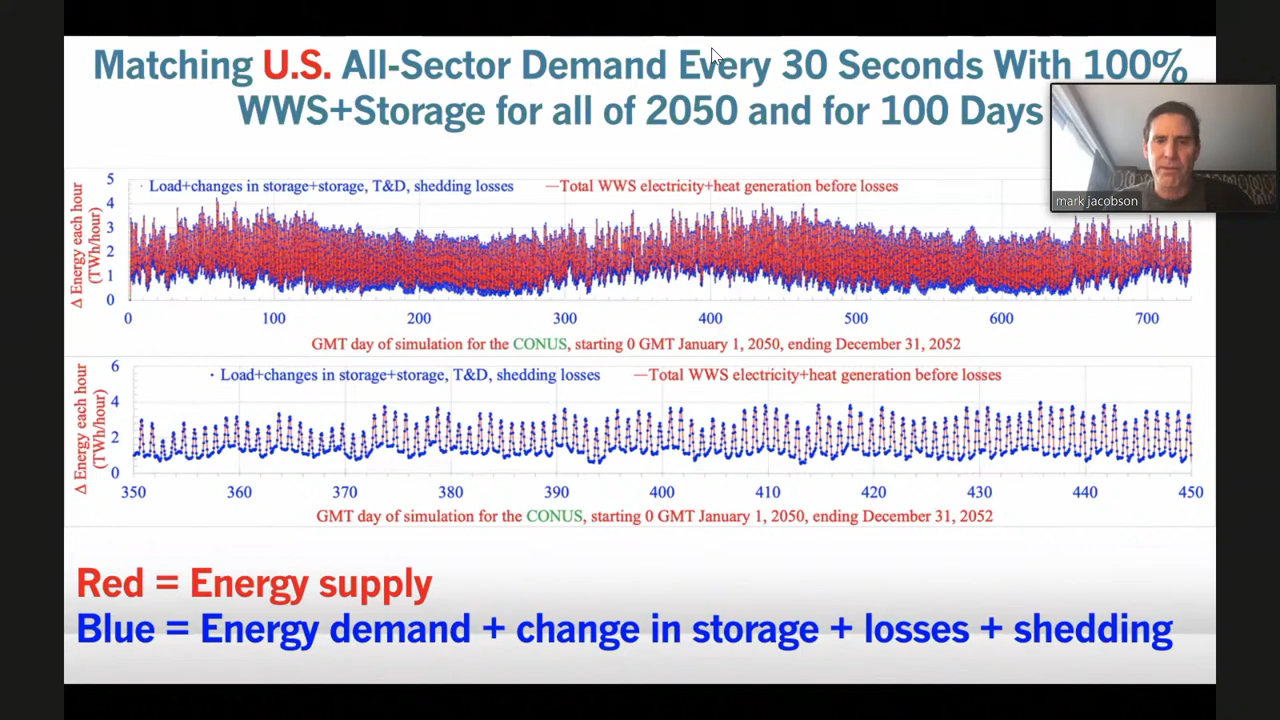 Matching U.S. All-Sector Demand Every 30 Seconds With 100%
WWS+Storage for all of 2050 and for 100 Days
mark jacobson
Δ Energy each hour
(TWh/hour)
5
4
3
2
1
0
Load+changes in storage+storage, T&D, shedding losses
—Total WWS electricity+heat generation before losses
0 100 200 300 400 500 600 700
GMT day of simulation for the CONUS, starting 0 GMT January 1, 2050, ending December 31, 2052
Δ Energy each hour
(TWh/hour)
6
4
2
0
Load+changes in storage+storage, T&D, shedding losses
—Total WWS electricity+heat generation before losses
350 360 370 380 390 400 410 420 430 440 450
GMT day of simulation for the CONUS, starting 0 GMT January 1, 2050, ending December 31, 2052
Red = Energy supply
Blue = Energy demand + change in storage + losses + shedding